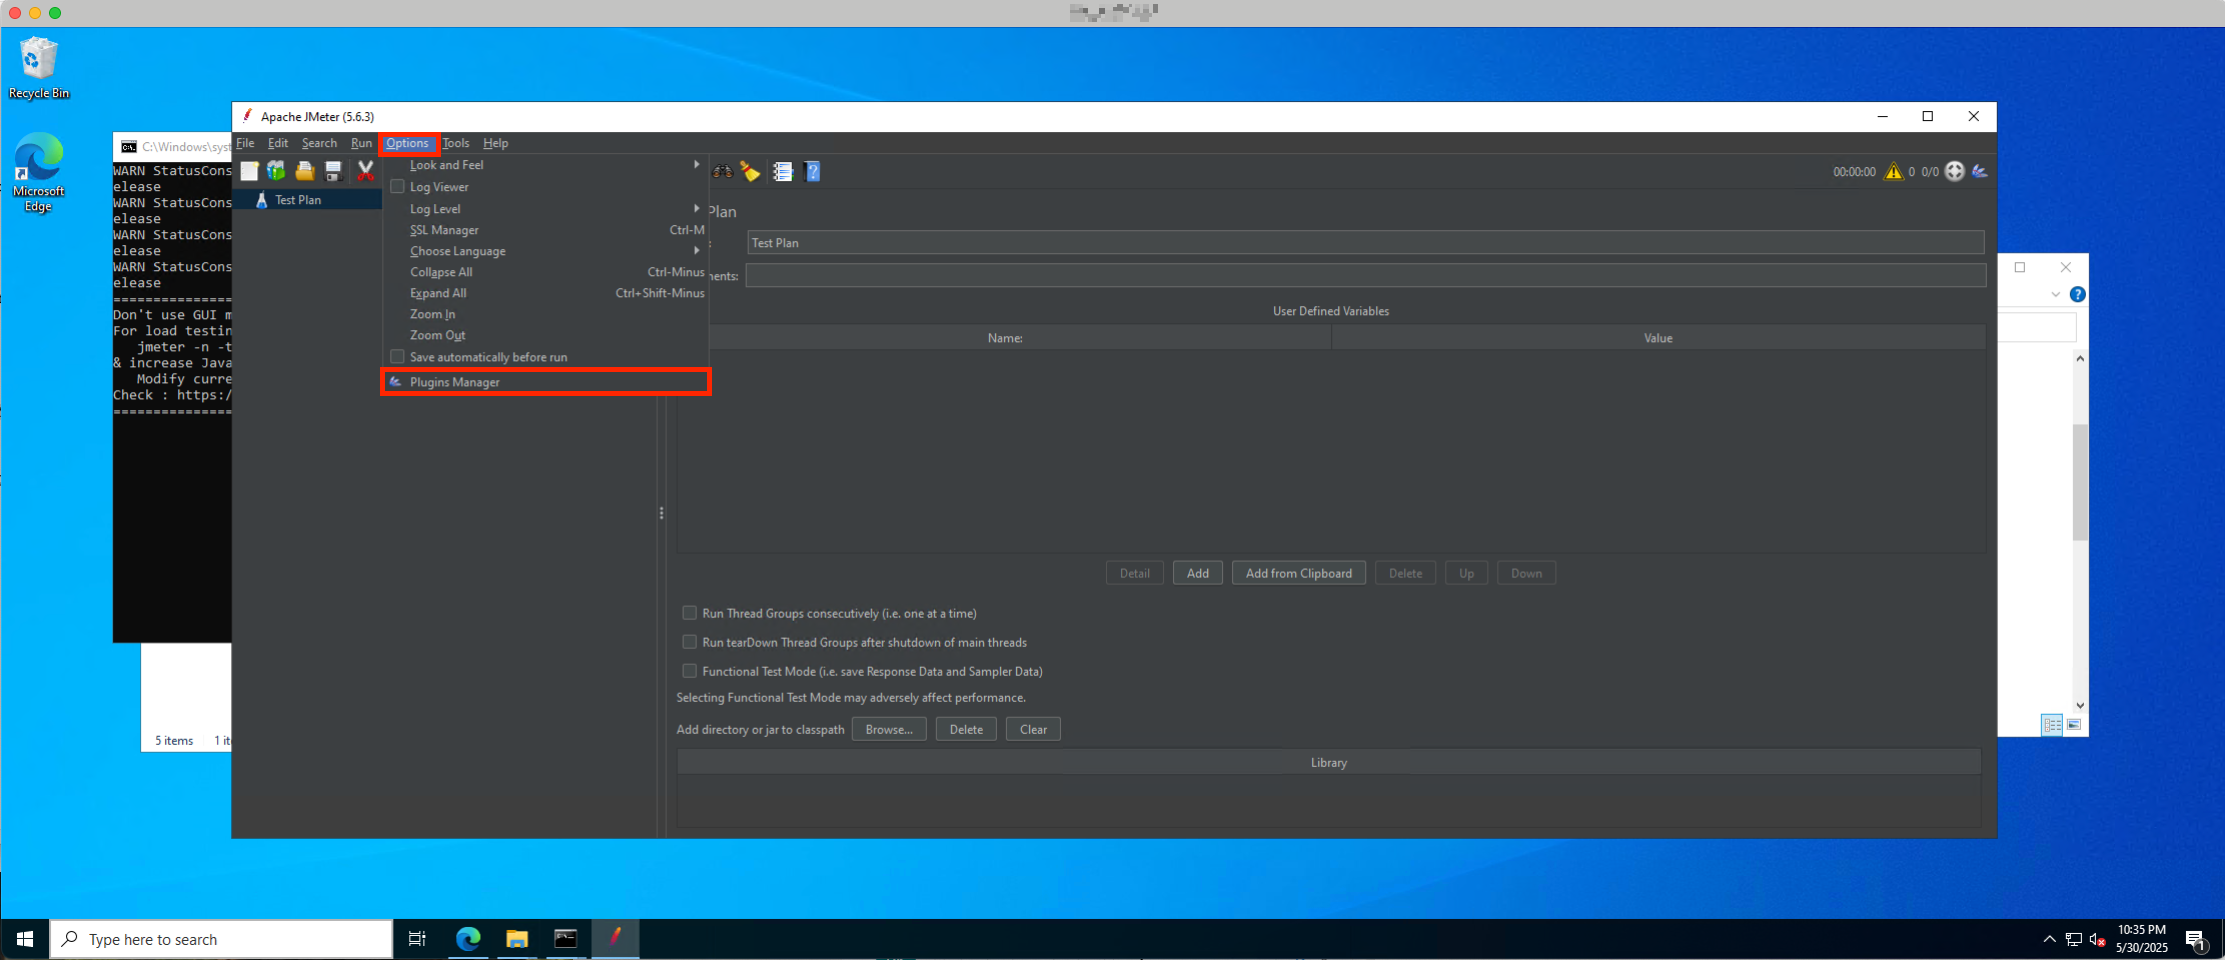 Recycle Bin
Microsoft
Edge
C:\Windows\syst
WARN StatusCons
elease
WARN StatusCons
elease
WARN StatusCons
elease
WARN StatusCons
elease
Don't use GUI m
For load testin
jmeter -n -t
& increase Java
Modify curre
Check : https:/
5 items 1 it
Apache JMeter (5.6.3)
File Edit Search Run Options Tools Help
Look and Feel
Log Viewer
Log Level
SSL Manager Ctrl-M
Choose Language
Collapse All Ctrl-Minus
Expand All Ctrl+Shift-Minus
Zoom In
Zoom Out
Save automatically before run
Plugins Manager
00:00:00 0 0/0
Test Plan
Plan
: Test Plan
nents:
User Defined Variables
Name: Value
Detail Add Add from Clipboard Delete Up Down
Run Thread Groups consecutively (i.e. one at a time)
Run tearDown Thread Groups after shutdown of main threads
Functional Test Mode (i.e. save Response Data and Sampler Data)
Selecting Functional Test Mode may adversely affect performance.
Add directory or jar to classpath Browse... Delete Clear
Library
Type here to search
10:35 PM
5/30/2025
1